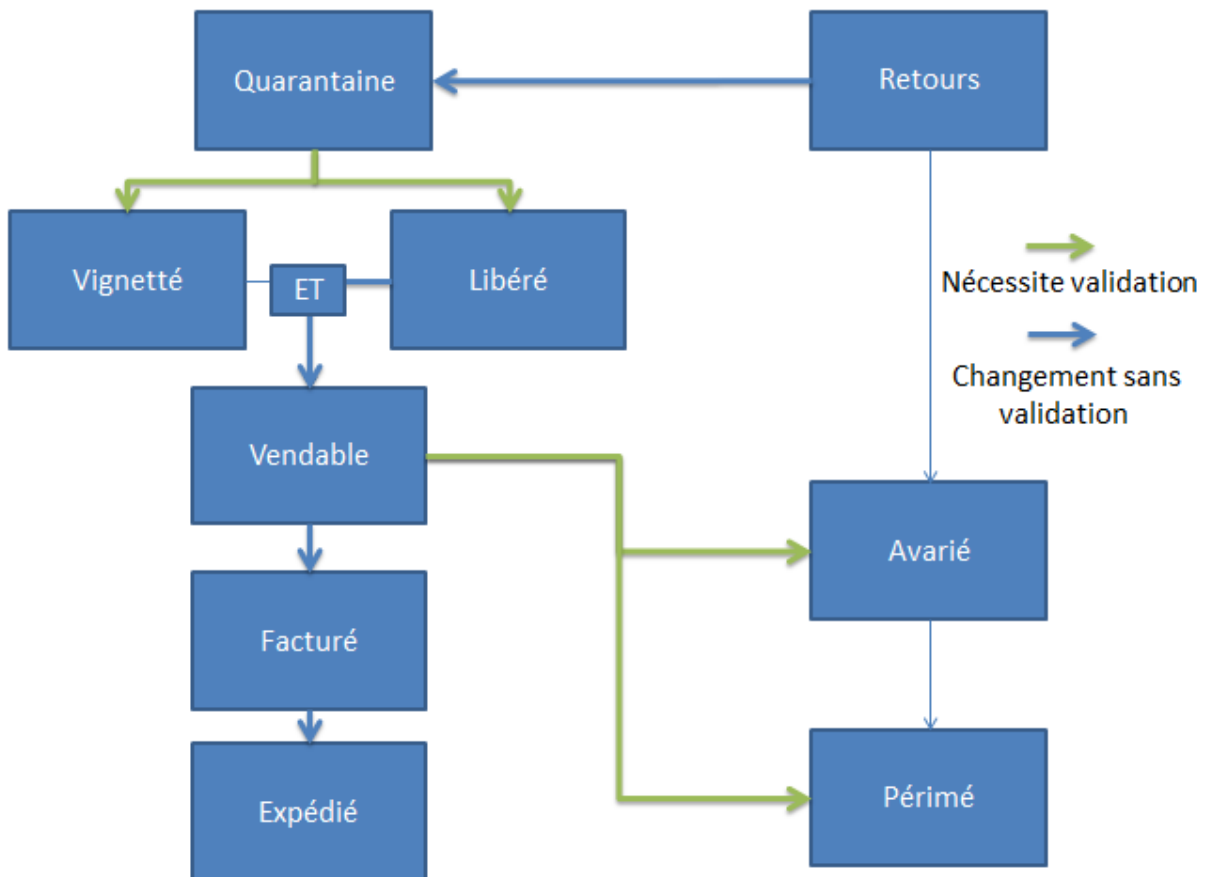 Quarantaine
Retours
Vignetté
ET
Libéré
Nécessite validation
Changement sans
validation
Vendable
Avarié
Facturé
Expédié
Périmé